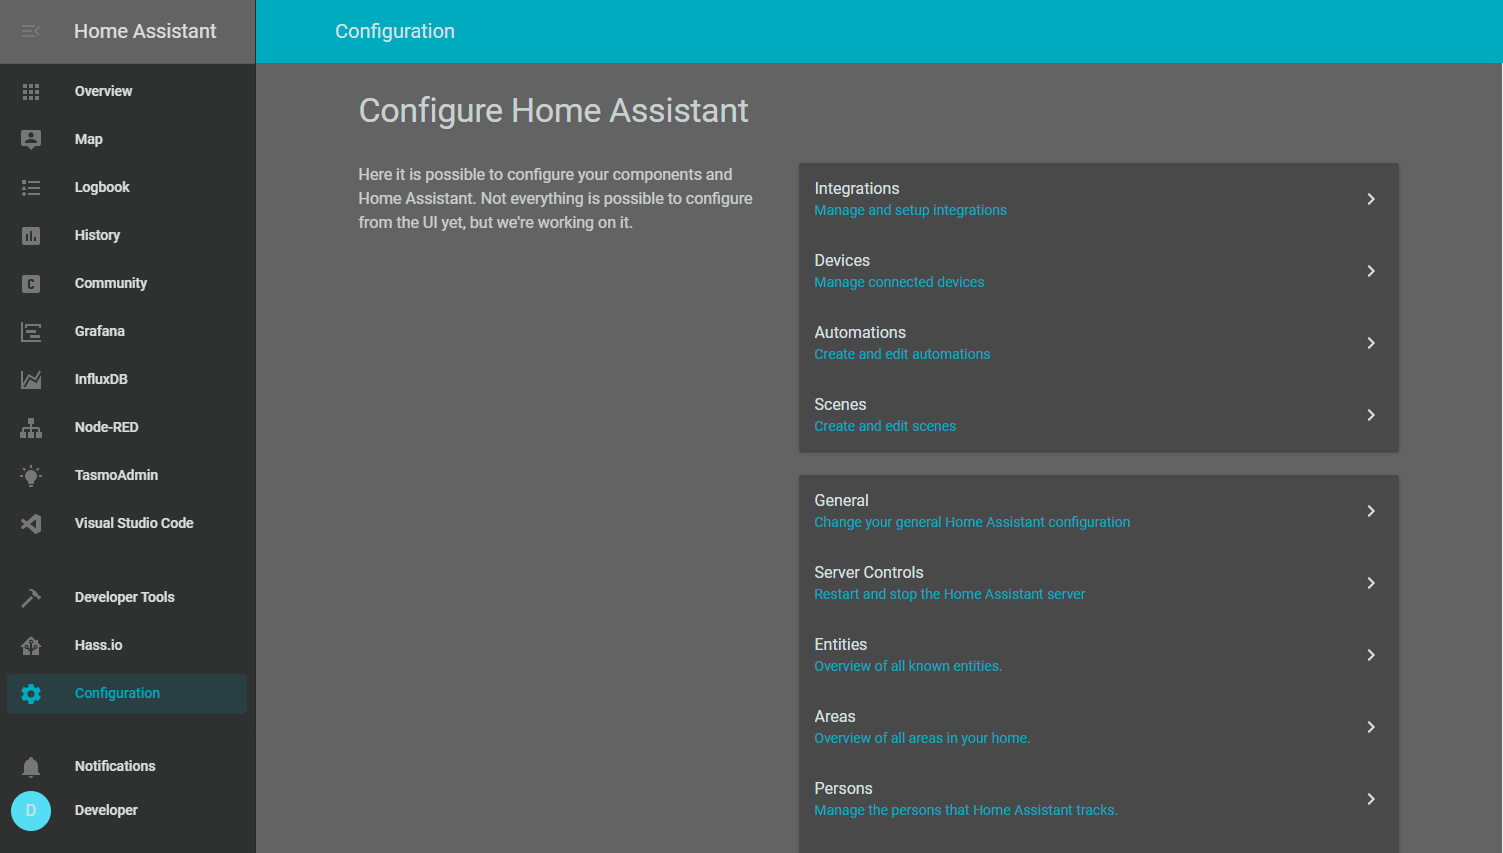 Home Assistant
Configuration
Overview
Map
Logbook
History
Community
Grafana
InfluxDB
Node-RED
TasmoAdmin
Visual Studio Code
Developer Tools
Hass.io
Configuration
Notifications
D
Developer
Configure Home Assistant
Here it is possible to configure your components and
Home Assistant. Not everything is possible to configure
from the UI yet, but we're working on it.
Integrations
Manage and setup integrations
Devices
Manage connected devices
Automations
Create and edit automations
Scenes
Create and edit scenes
General
Change your general Home Assistant configuration
Server Controls
Restart and stop the Home Assistant server
Entities
Overview of all known entities.
Areas
Overview of all areas in your home.
Persons
Manage the persons that Home Assistant tracks.